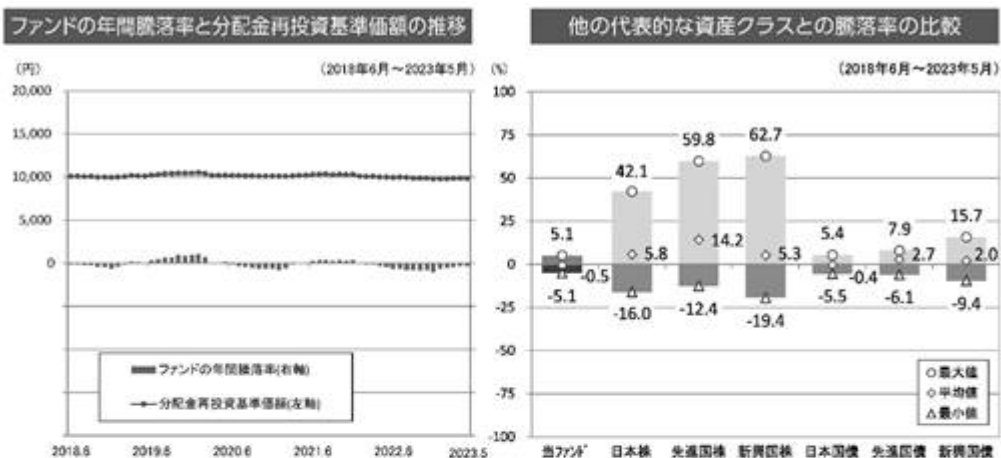 ファンドの年間騰落率と分配金再投資基準価額の推移
(円)
(2018年6月～2023年5月)
20,000
15,000
10,000
5,000
0
ファンドの年間騰落率(右軸)
分配金再投資基準価額(左軸)
2018.6 2019.6 2020.6 2021.6 2022.6 2023.5
他の代表的な資産クラスとの騰落率の比較
(%)
(2018年6月～2023年5月)
100
75
50
25
0
-25
-50
-75
-100
5.1 42.1 59.8 62.7 5.4 7.9 15.7
-0.5 5.8 14.2 5.3 -0.4 2.7 2.0
-5.1 -16.0 -12.4 -19.4 -5.5 -6.1 -9.4
最大値
平均値
最小値
当ファンド 日本株 先進国株 新興国株 日本国債 先進国債 新興国債